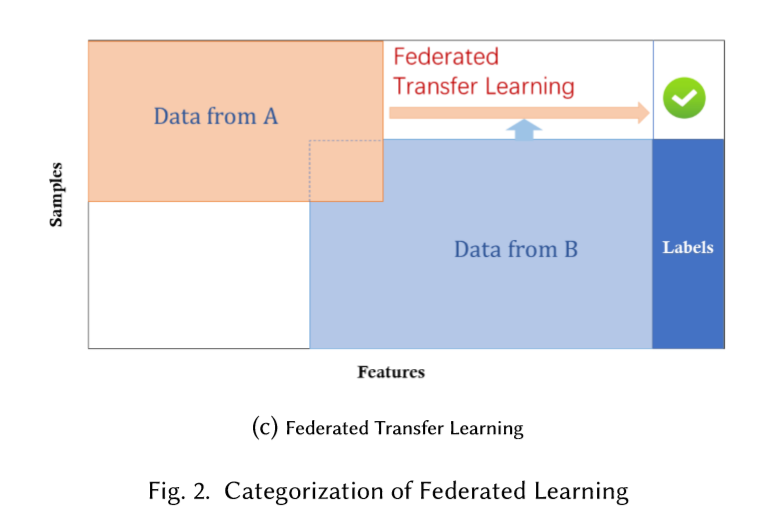 Federated
Transfer Learning
Data from A
Samples
Data from B
Labels
Features
(c) Federated Transfer Learning
Fig. 2. Categorization of Federated Learning